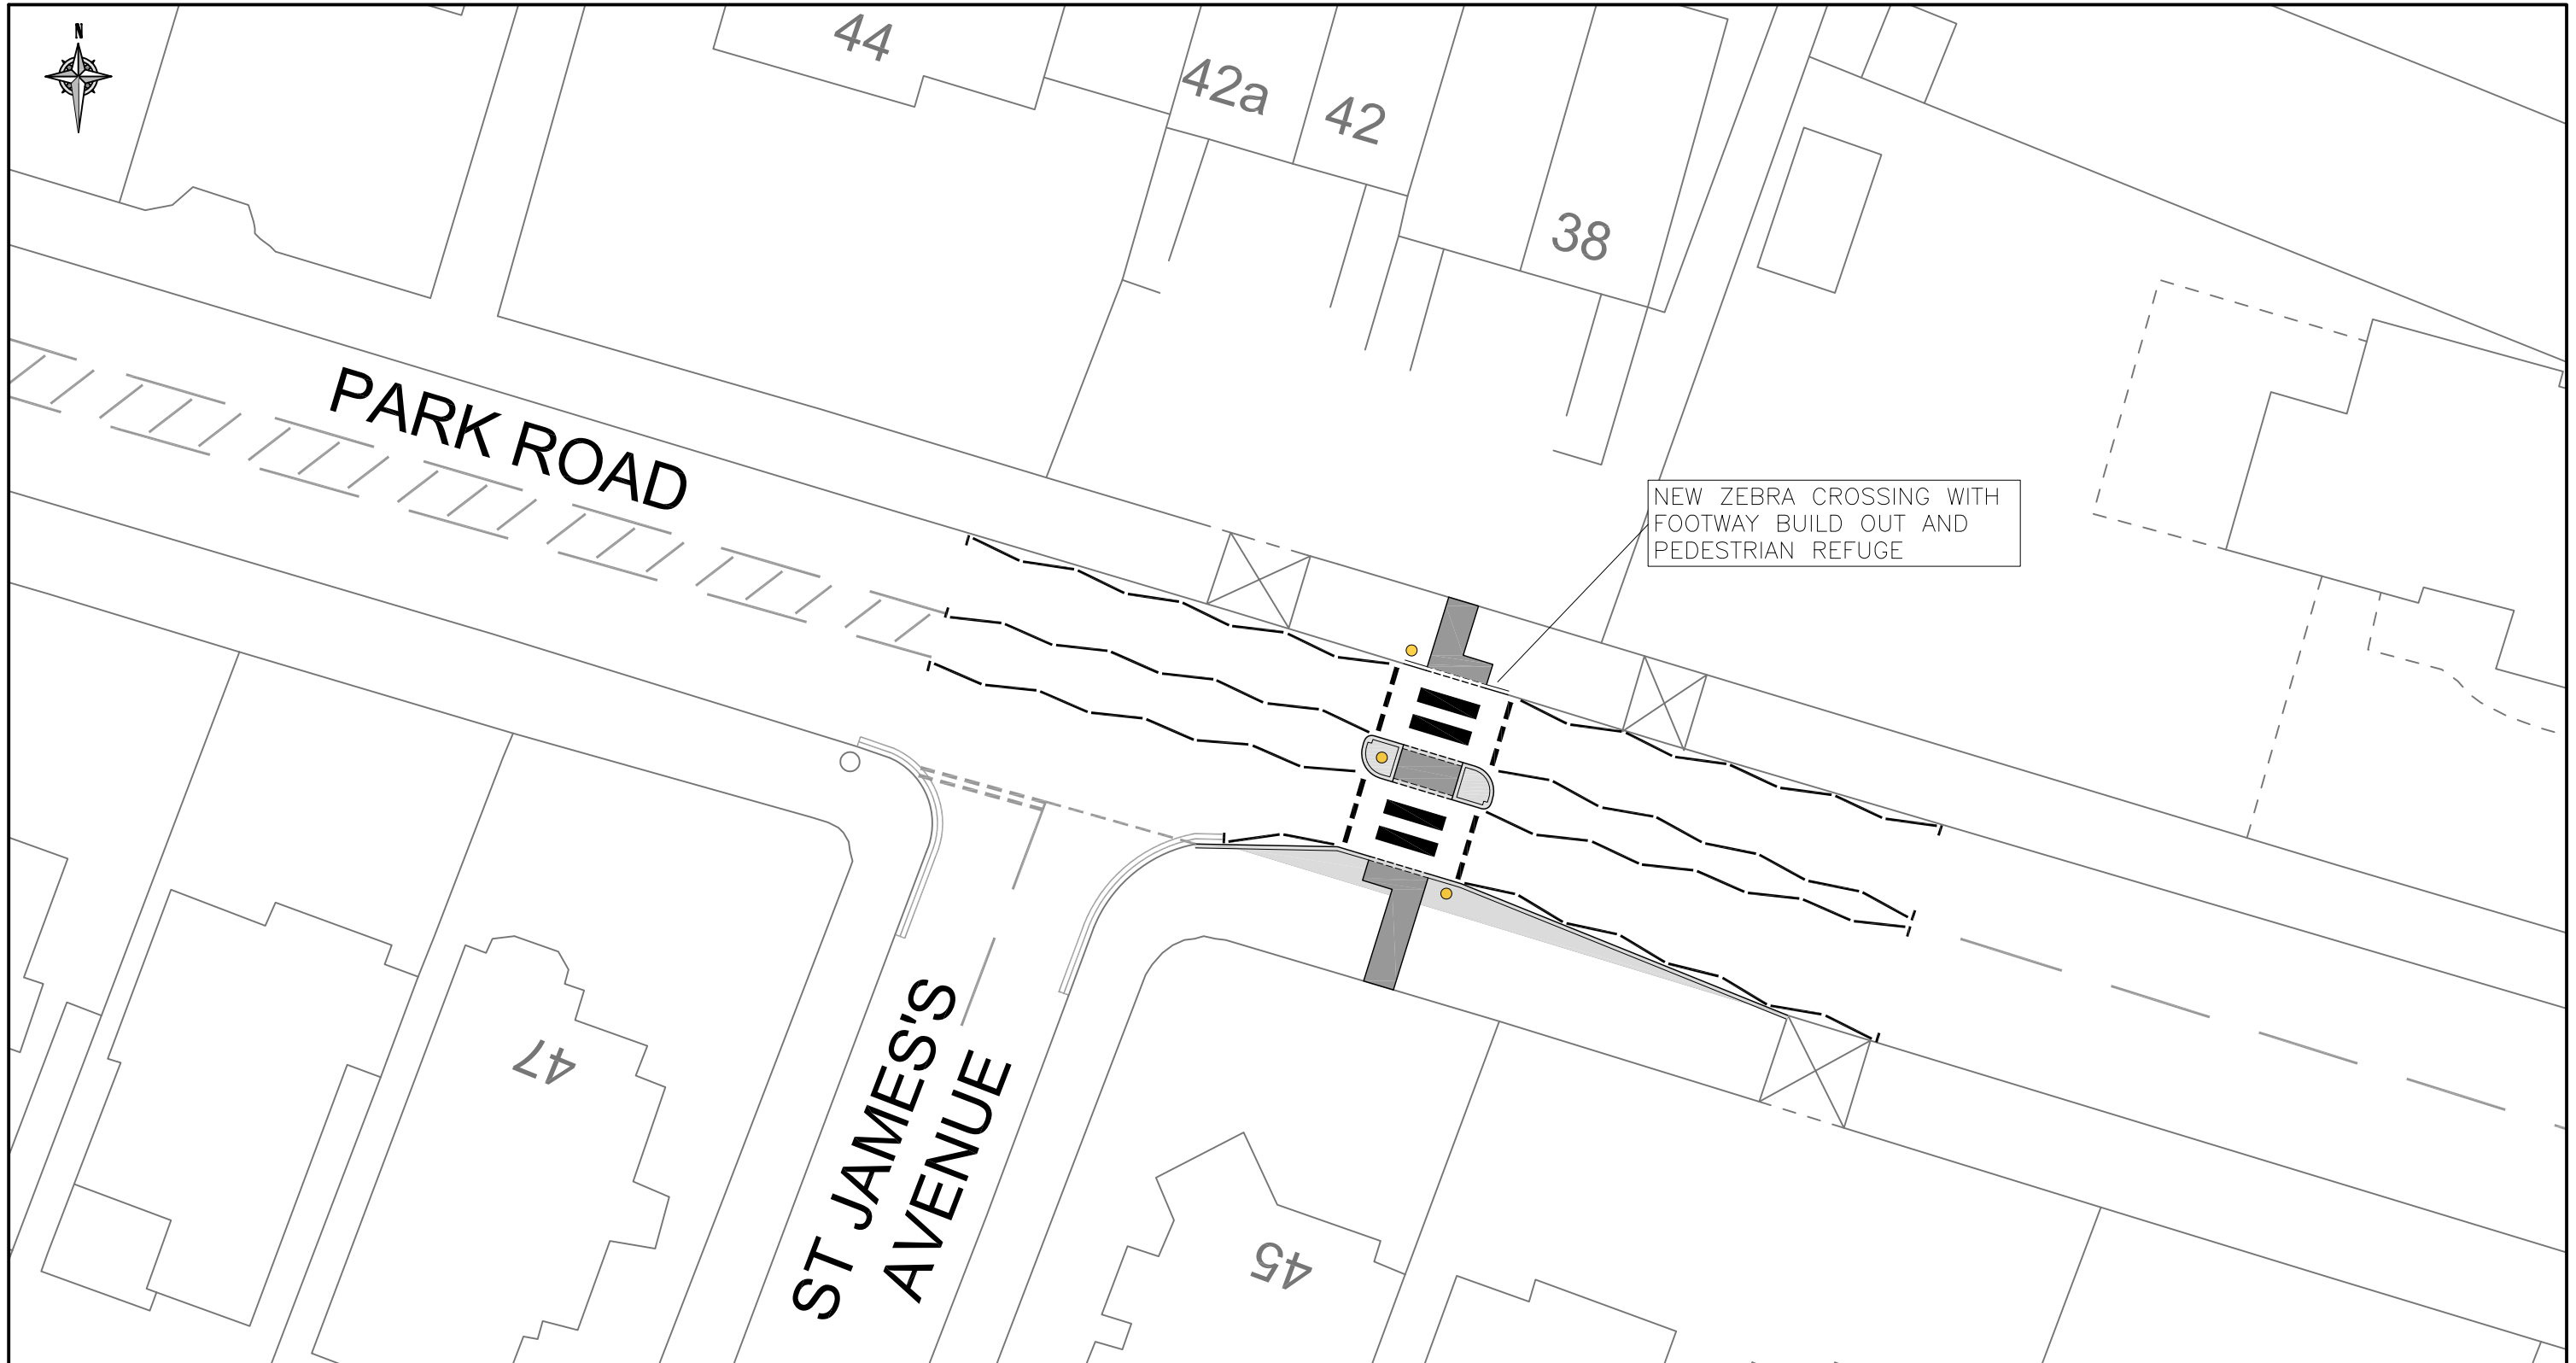 N
44
42a
42
38
PARK ROAD
NEW ZEBRA CROSSING WITH
FOOTWAY BUILD OUT AND
PEDESTRIAN REFUGE
47
ST JAMES'S
AVENUE
45